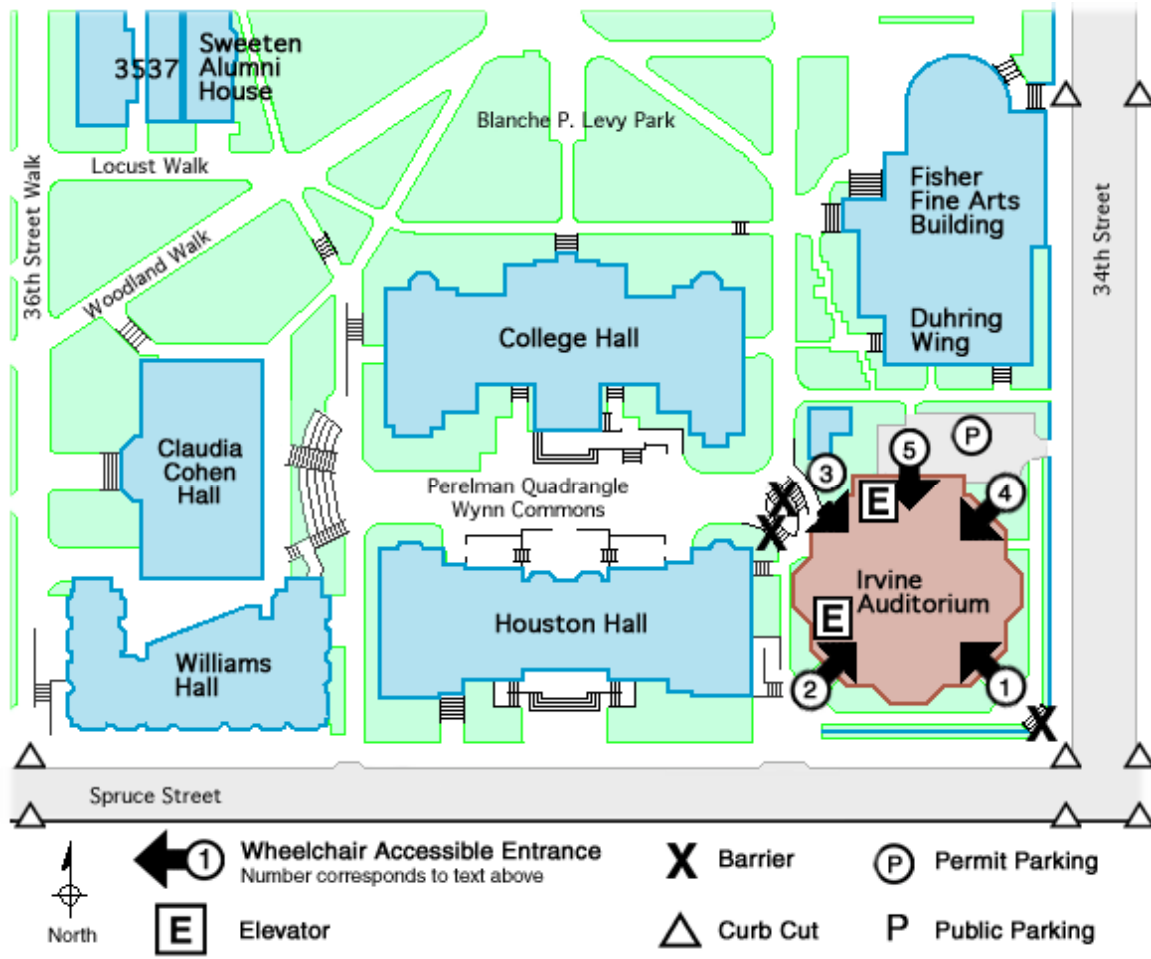 3537
Sweeten
Alumni
House
Blanche P. Levy Park
Locust Walk
36th Street Walk
Woodland Walk
Fisher
Fine Arts
Building
34th Street
Duhring
Wing
College Hall
Claudia
Cohen
Hall
Perelman Quadrangle
Wynn Commons
P
5
3
4
E
X
X
Irvine
Auditorium
E
Houston Hall
Williams
Hall
2
1
X
Spruce Street
North
1
Wheelchair Accessible Entrance
Number corresponds to text above
E
Elevator
X
Barrier
Curb Cut
P
Permit Parking
P
Public Parking